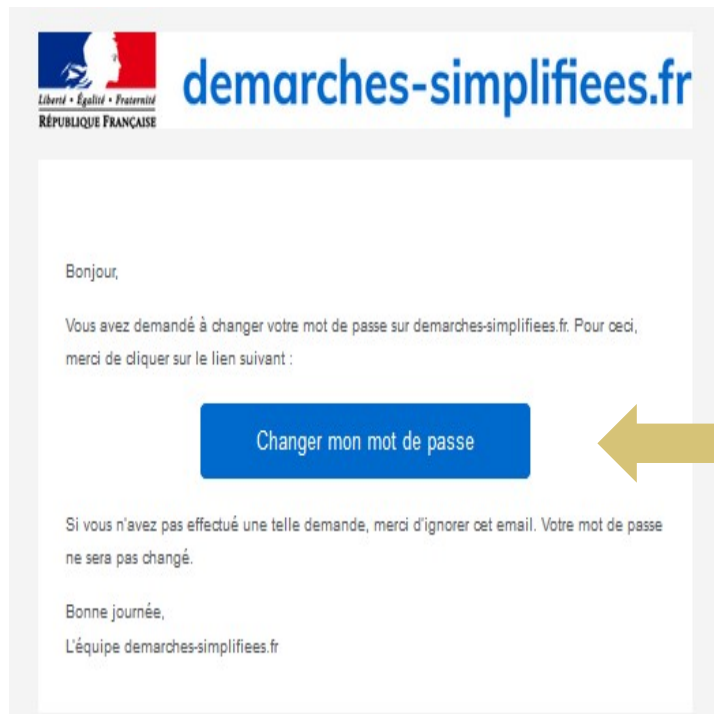 demarches-simplifiees.fr
Liberté • Égalité • Fraternité
RÉPUBLIQUE FRANÇAISE
Bonjour,
Vous avez demandé à changer votre mot de passe sur demarches-simplifiees.fr. Pour ceci,
merci de cliquer sur le lien suivant :
Changer mon mot de passe
Si vous n'avez pas effectué une telle demande, merci d'ignorer cet email. Votre mot de passe
ne sera pas changé.
Bonne journée,
L'équipe demarches-simplifiees.fr